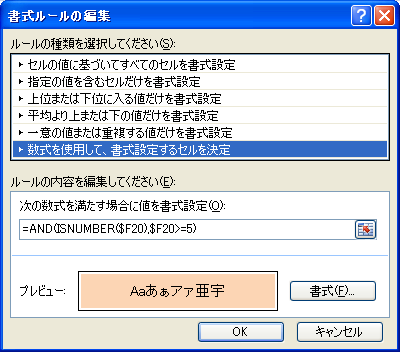 書式ルールの編集
ルールの種類を選択してください(S):
► セルの値に基づいてすべてのセルを書式設定
► 指定の値を含むセルだけを書式設定
► 上位または下位に入る値だけを書式設定
► 平均より上または下の値だけを書式設定
► 一意の値または重複する値だけを書式設定
► 数式を使用して、書式設定するセルを決定
ルールの内容を編集してください(E):
次の数式を満たす場合に値を書式設定(O):
=AND(ISNUMBER($F20),$F20>=5)
プレビュー:
Aaあぁアァ亜宇
書式(F)...
OK
キャンセル